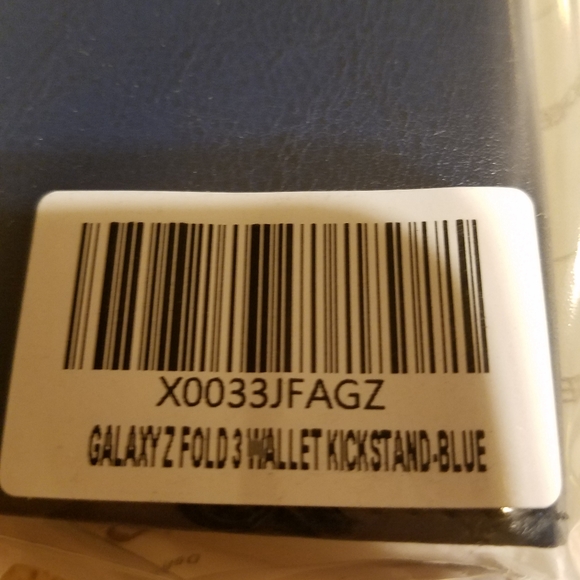 X0033JFAGZ
GALAXY Z FOLD 3 WALLET KICKSTAND-BLUE